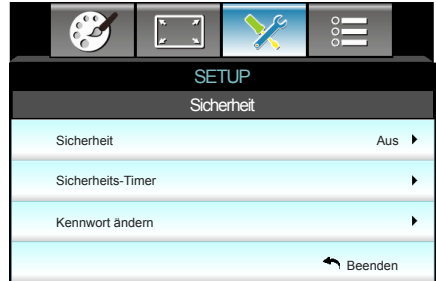 SETUP
Sicherheit
Sicherheit Aus
Sicherheits-Timer
Kennwort ändern
Beenden